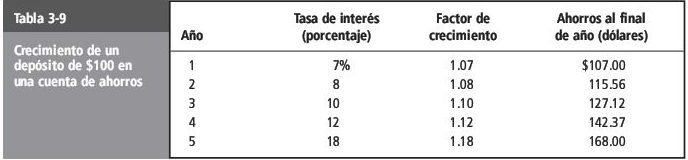 Tabla 3-9
Crecimiento de un
depósito de $100 en
una cuenta de ahorros
Tasa de interés Factor de Ahorros al final
Año (porcentaje) crecimiento de año (dólares)
1 7% 1.07 $107.00
2 8 1.08 115.56
3 10 1.10 127.12
4 12 1.12 142.37
5 18 1.18 168.00